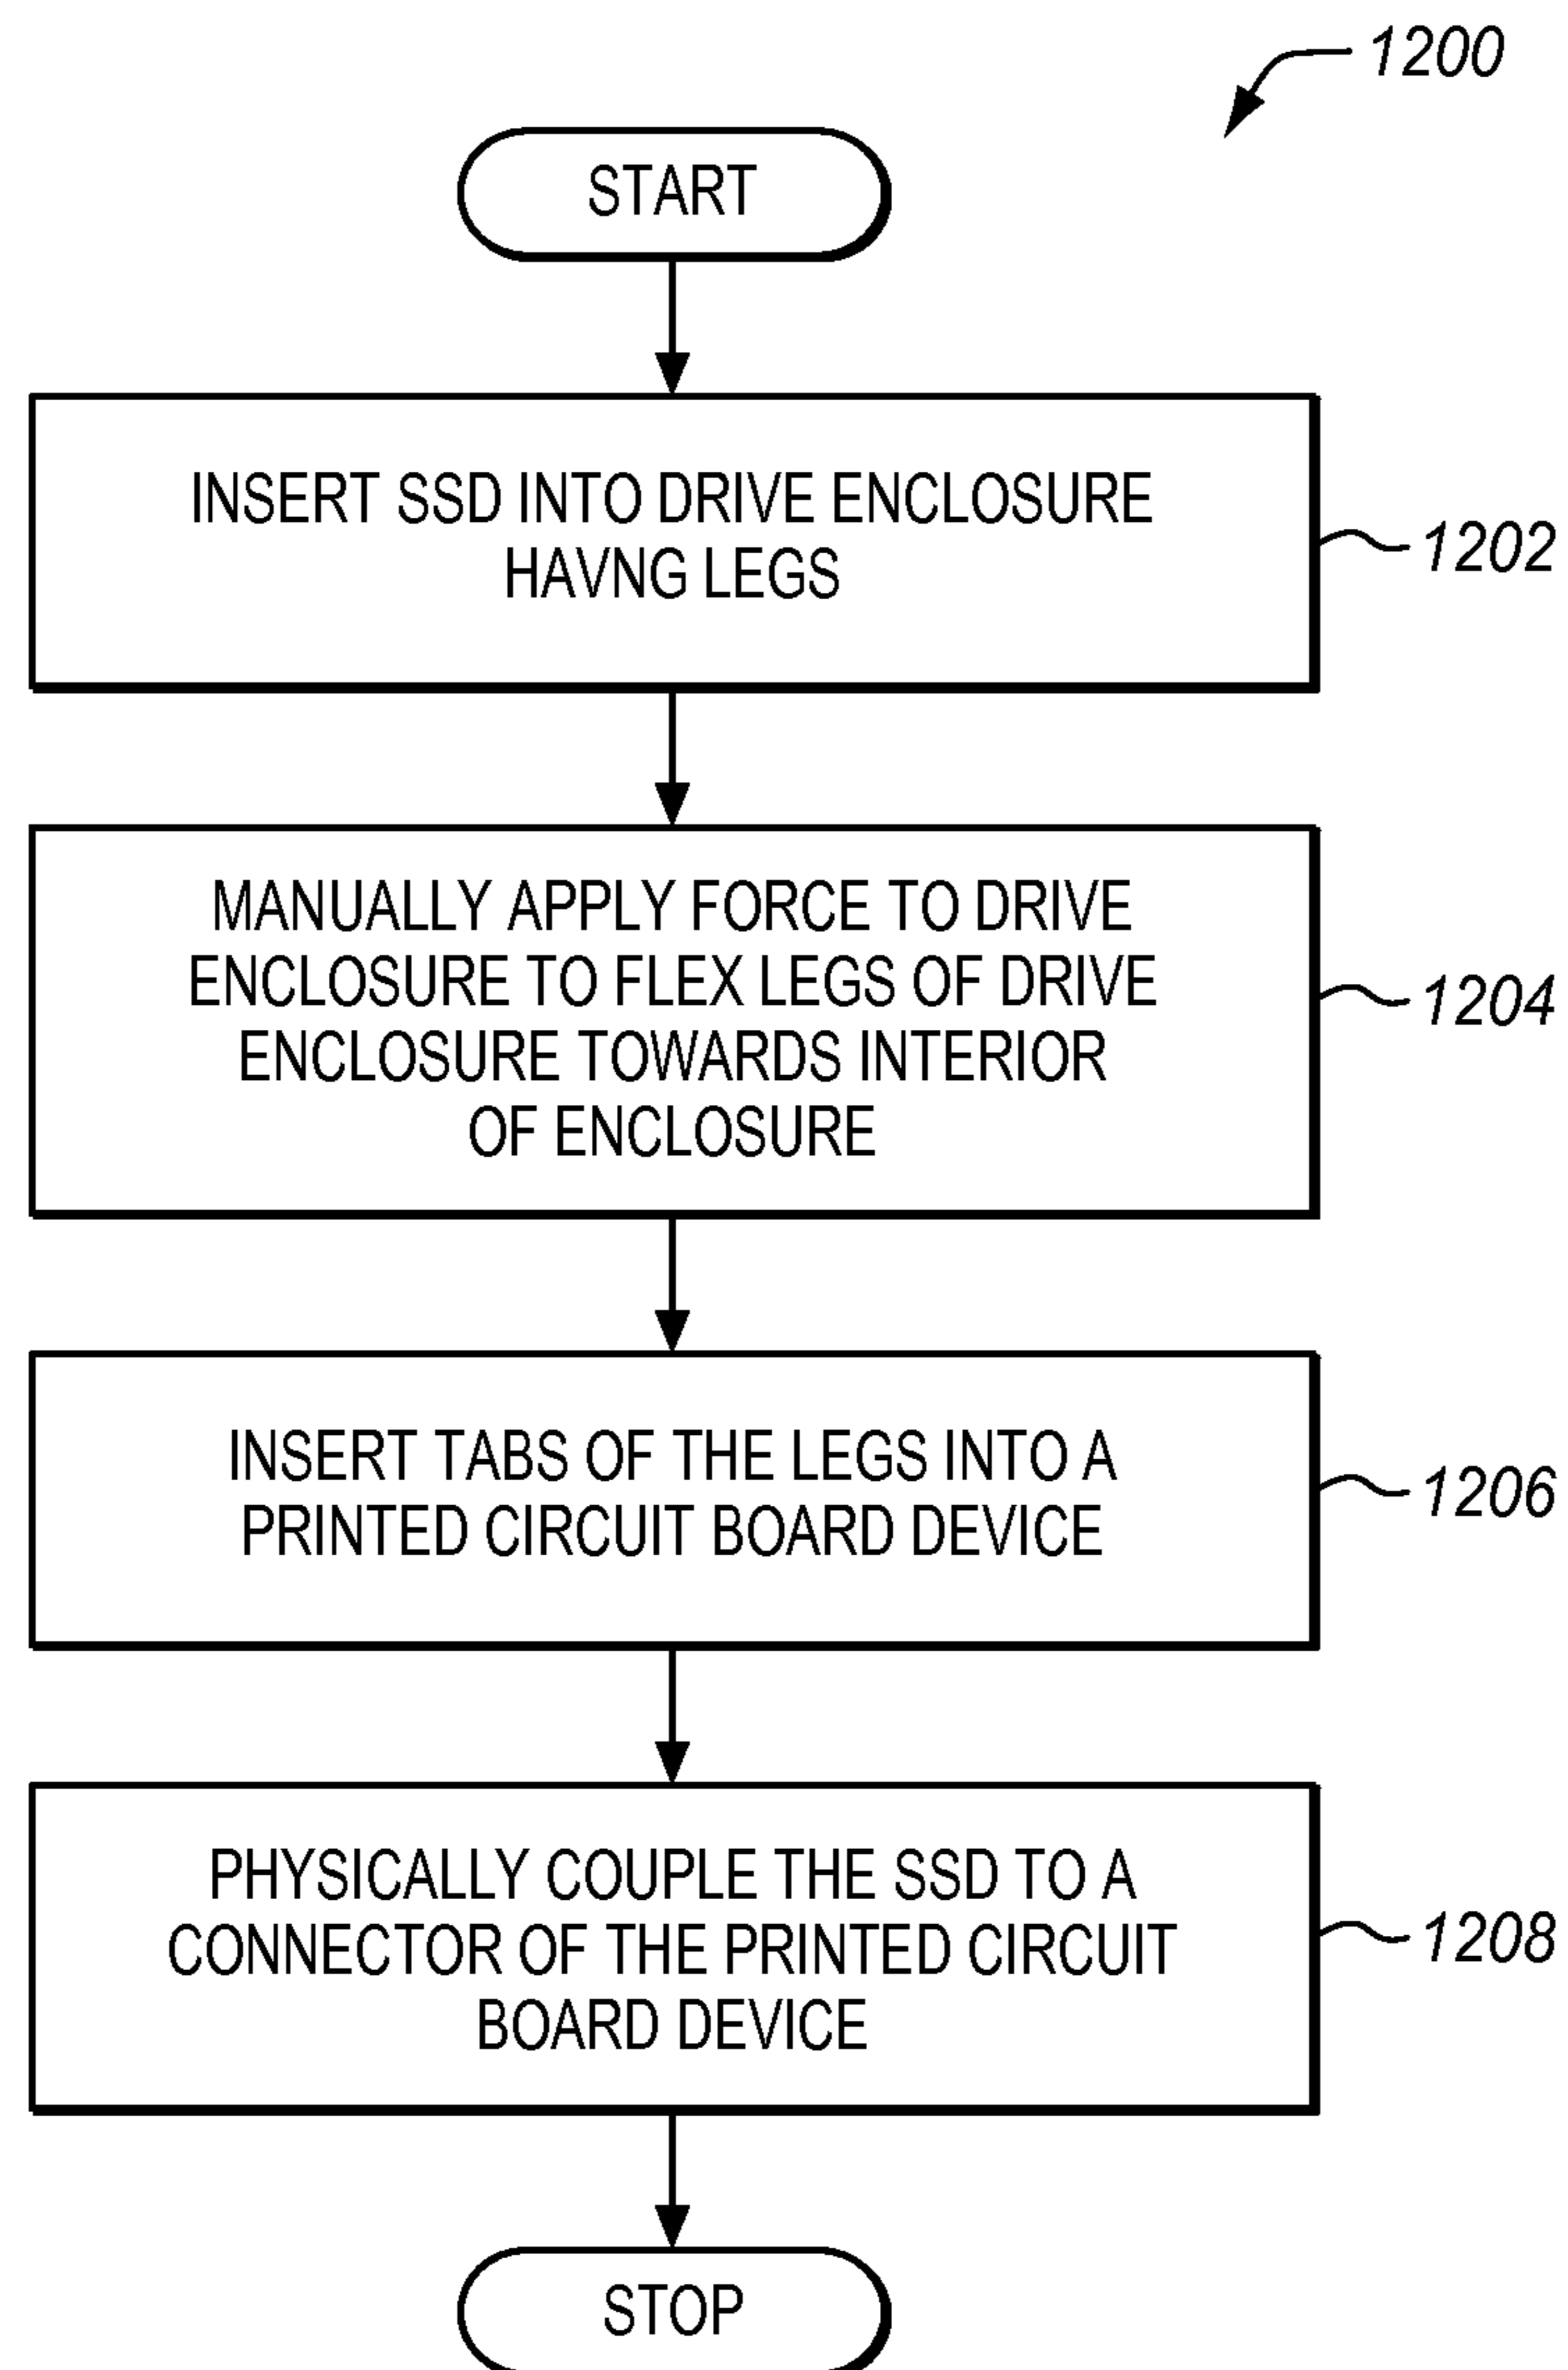 1200
START
INSERT SSD INTO DRIVE ENCLOSURE
HAVNG LEGS
1202
MANUALLY APPLY FORCE TO DRIVE
ENCLOSURE TO FLEX LEGS OF DRIVE
ENCLOSURE TOWARDS INTERIOR
OF ENCLOSURE
1204
INSERT TABS OF THE LEGS INTO A
PRINTED CIRCUIT BOARD DEVICE
1206
PHYSICALLY COUPLE THE SSD TO A
CONNECTOR OF THE PRINTED CIRCUIT
BOARD DEVICE
1208
STOP